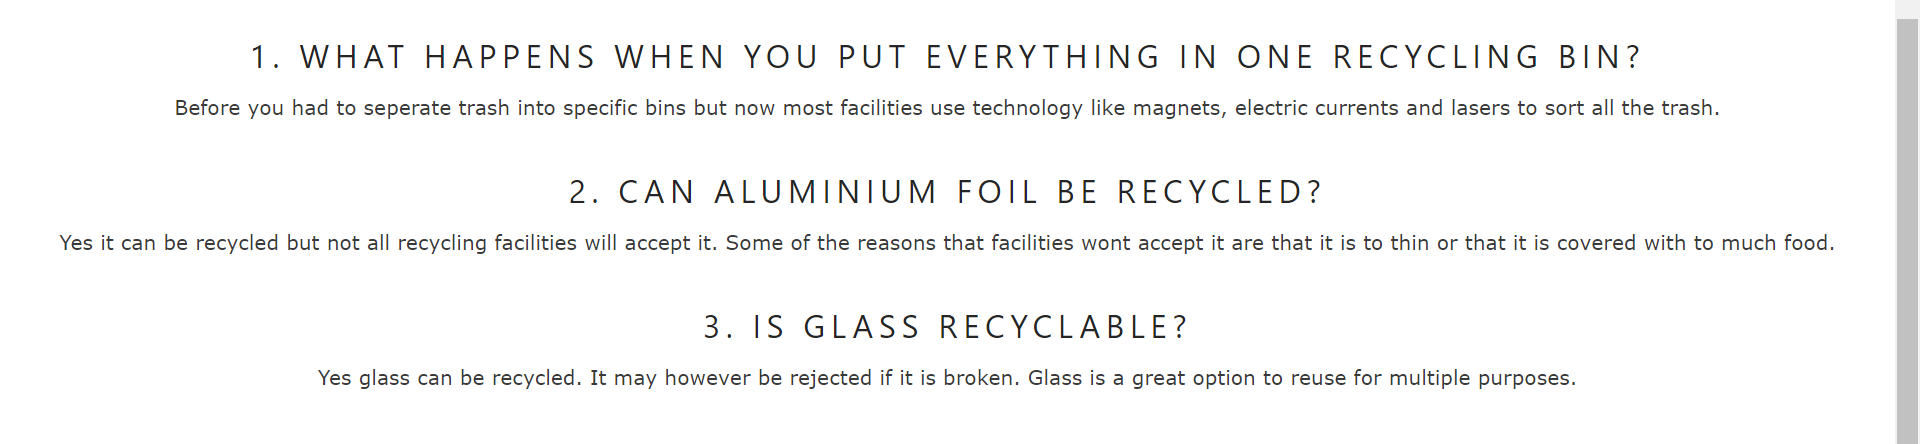 1. WHAT HAPPENS WHEN YOU PUT EVERYTHING IN ONE RECYCLING BIN?
Before you had to seperate trash into specific bins but now most facilities use technology like magnets, electric currents and lasers to sort all the trash.
2. CAN ALUMINIUM FOIL BE RECYCLED?
Yes it can be recycled but not all recycling facilities will accept it. Some of the reasons that facilities wont accept it are that it is to thin or that it is covered with to much food.
3. IS GLASS RECYCLABLE?
Yes glass can be recycled. It may however be rejected if it is broken. Glass is a great option to reuse for multiple purposes.